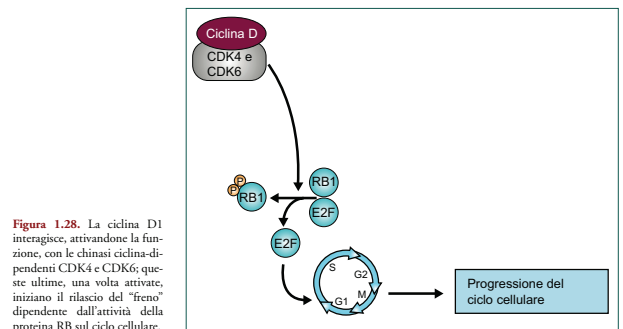 Ciclina D
CDK4 e
CDK6
P
P
RB1
RB1
E2F
E2F
S
G2
M
G1
Progressione del
ciclo cellulare
Figura 1.28. La ciclina D1
interagisce, attivandone la fun-
zione, con le chinasi ciclina-di-
pendenti CDK4 e CDK6; que-
ste ultime, una volta attivate,
iniziano il rilascio del "freno"
dipendente dall'attività della
proteina RB sul ciclo cellulare.